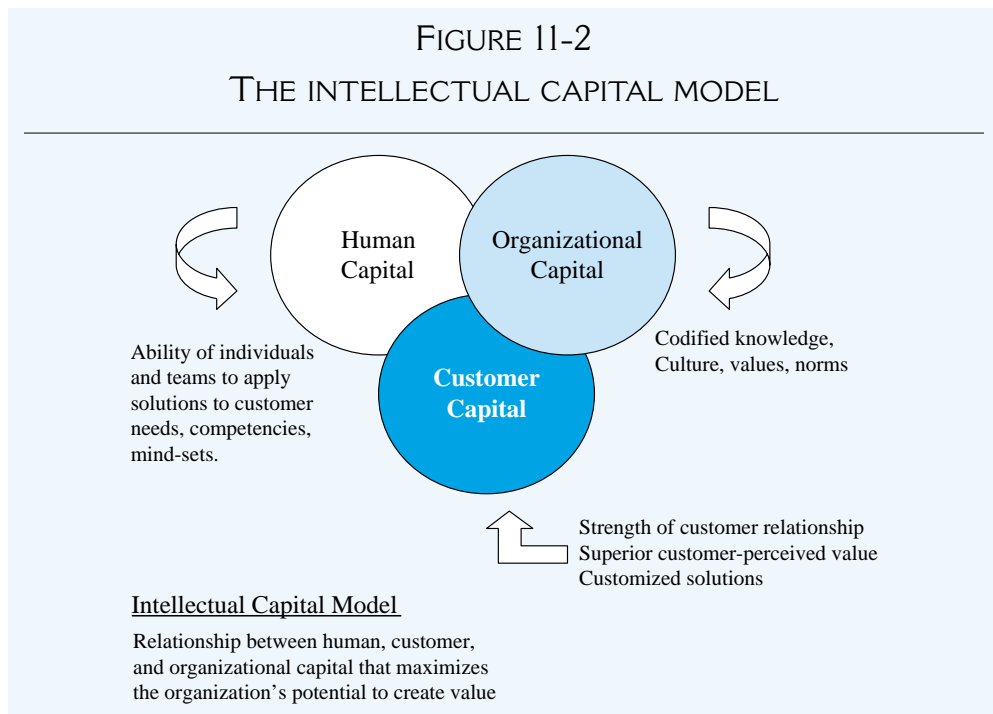 FIGURE 11-2
THE INTELLECTUAL CAPITAL MODEL
Human
Capital
Organizational
Capital
Customer
Capital
Ability of individuals
and teams to apply
solutions to customer
needs, competencies,
mind-sets.
Codified knowledge,
Culture, values, norms
Strength of customer relationship
Superior customer-perceived value
Customized solutions
Intellectual Capital Model
Relationship between human, customer,
and organizational capital that maximizes
the organization’s potential to create value